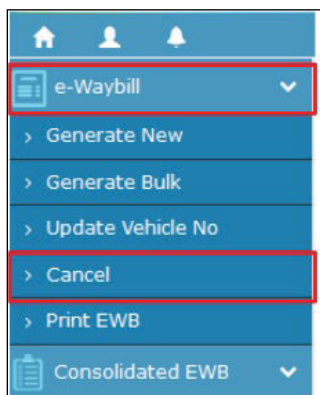 e-Waybill
> Generate New
> Generate Bulk
> Update Vehicle No
> Cancel
> Print EWB
Consolidated EWB